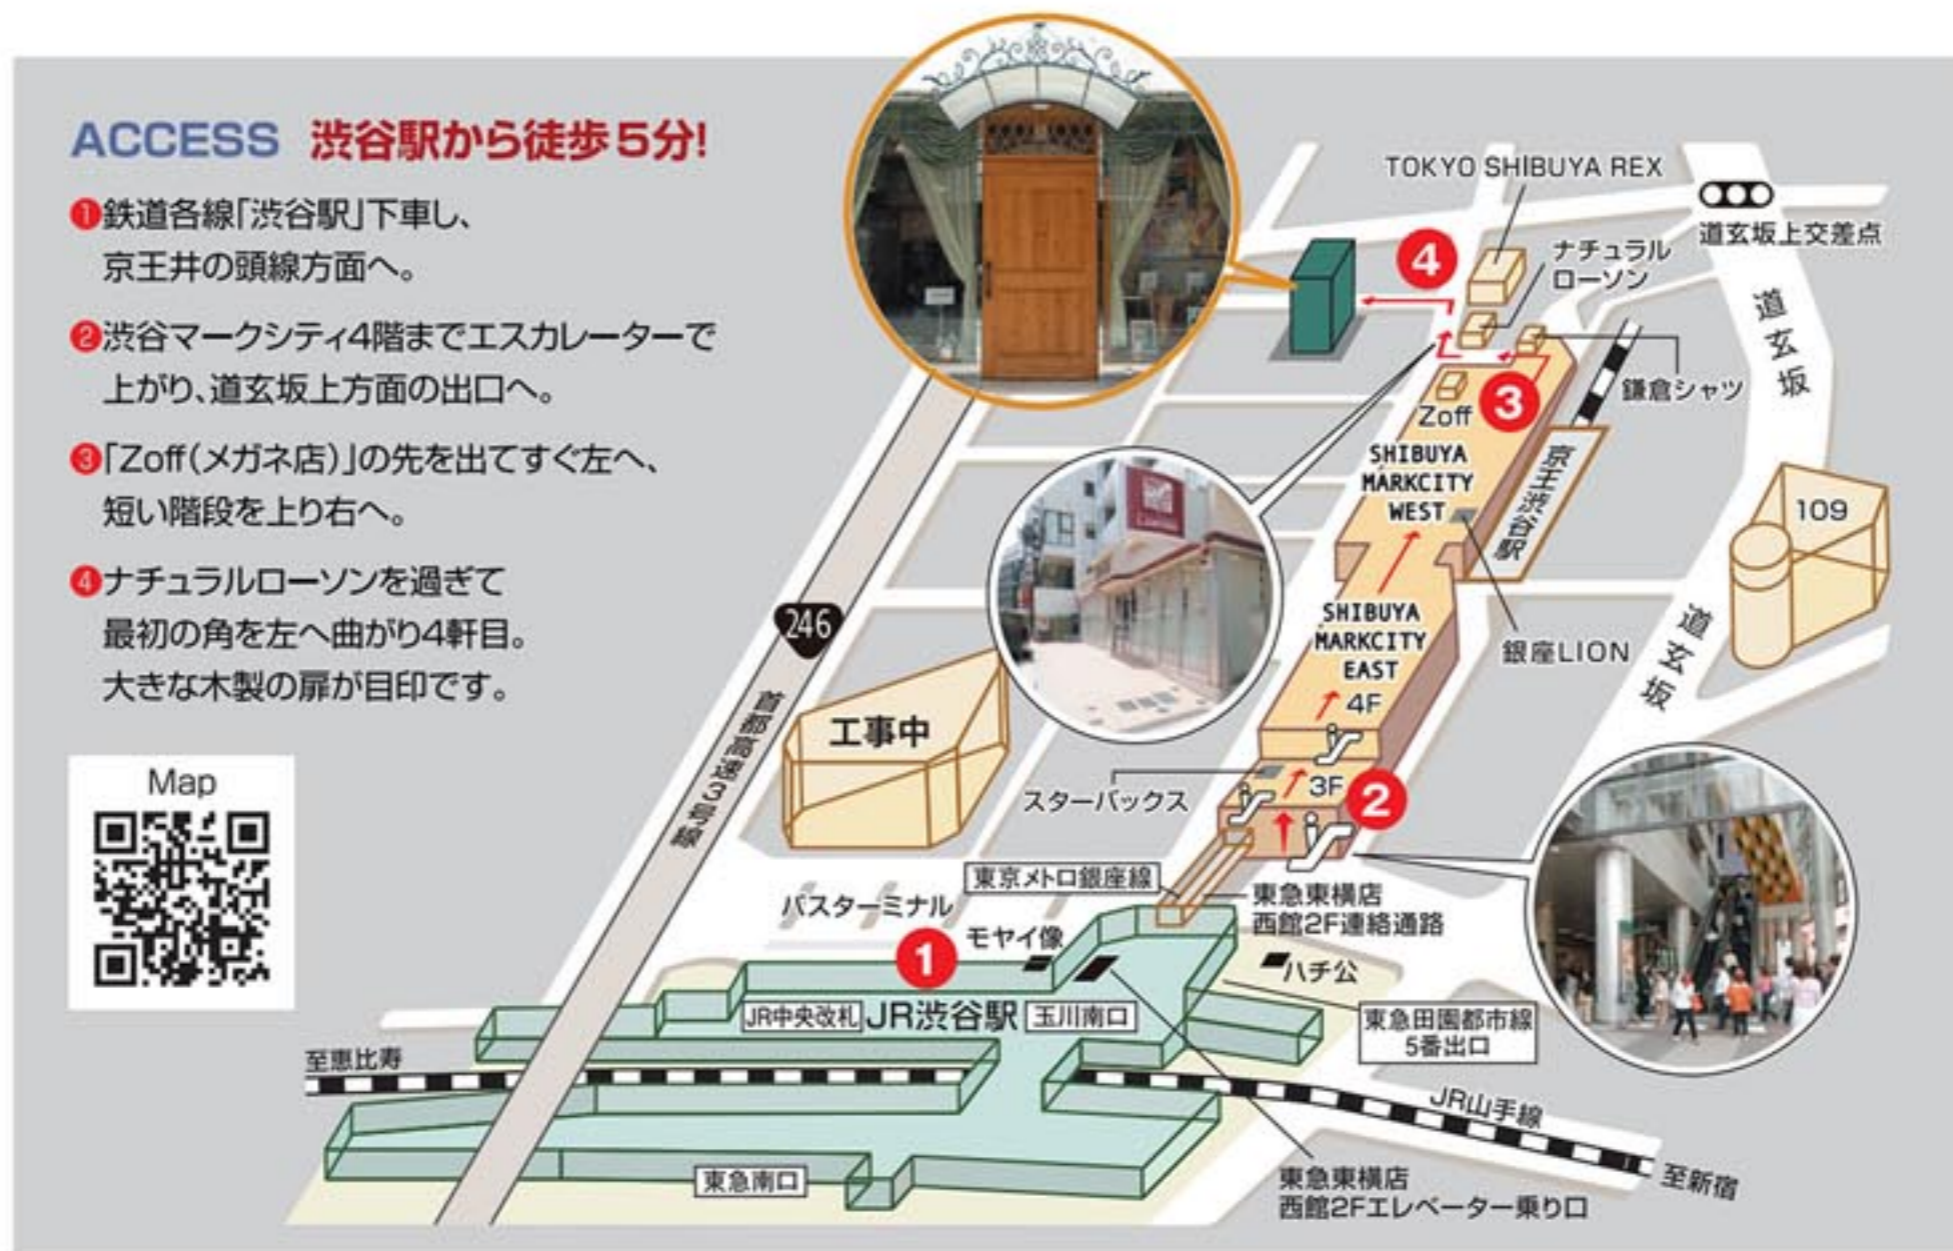 ACCESS 渋谷駅から徒歩5分!
❶鉄道各線「渋谷駅」下車し、
京王井の頭線方面へ。
❷渋谷マークシティ4階までエスカレーターで
上がり、道玄坂上方面の出口へ。
❸「Zoff(メガネ店)」の先を出てすぐ左へ、
短い階段を上り右へ。
❹ナチュラルローソンを過ぎて
最初の角を左へ曲がり4軒目。
大きな木製の扉が目印です。
Map
TOKYO SHIBUYA REX
道玄坂上交差点
ナチュラル
ローソン
4
道玄坂
鎌倉シャツ
3
Zoff
SHIBUYA
MARKCITY
WEST
京王渋谷駅
109
246
SHIBUYA
MARKCITY
EAST
銀座LION
道玄坂
首都高速3号線
工事中
4F
スターバックス
3F
2
東京メトロ銀座線
東急東横店
西館2F連絡通路
バスターミナル
モヤイ像
1
ハチ公
JR中央改札
JR渋谷駅
玉川南口
東急田園都市線
5番出口
至恵比寿
JR山手線
東急南口
東急東横店
西館2Fエレベーター乗り口
至新宿